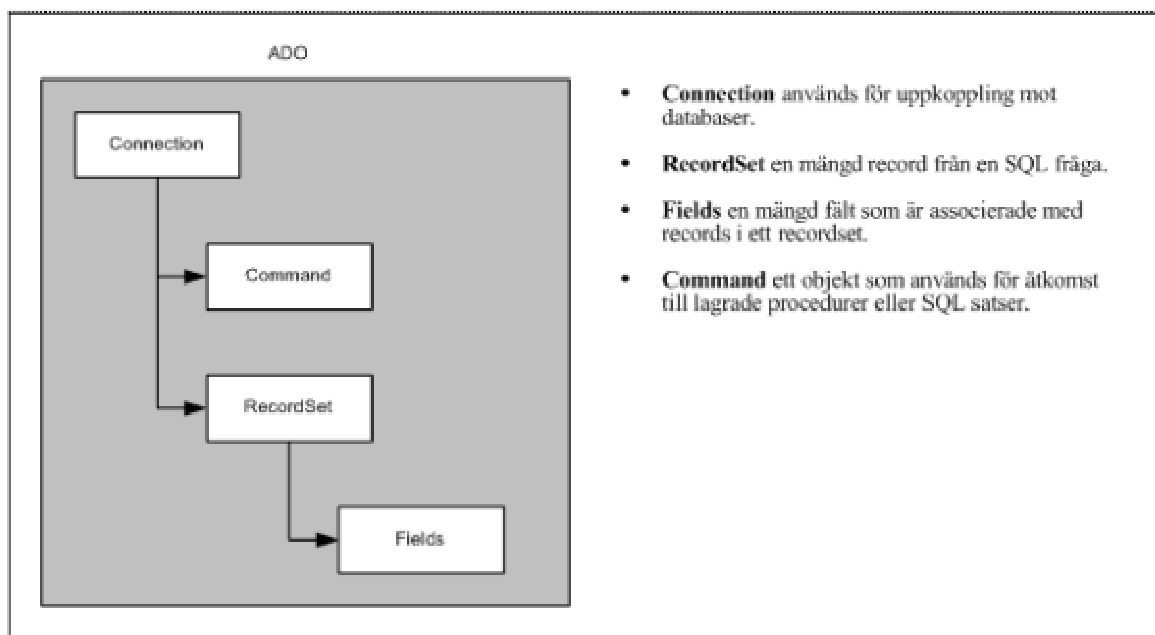 ADO
Connection
Command
RecordSet
Fields
• Connection används för uppkoppling mot
databaser.
• RecordSet en mängd record från en SQL fråga.
• Fields en mängd fält som är associerade med
records i ett recordset.
• Command ett objekt som används för åtkomst
till lagrade procedurer eller SQL satser.